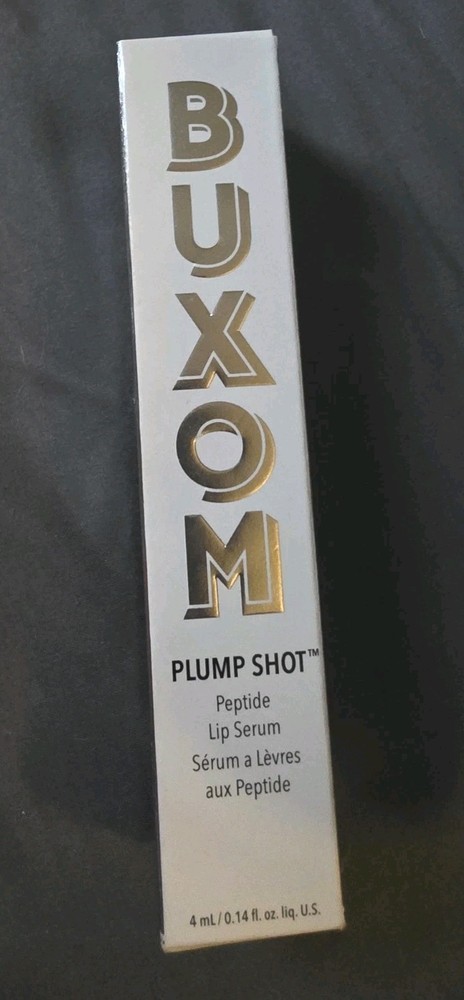 BUXOM
PLUMP SHOT™
Peptide
Lip Serum
Sérum a Lèvres
aux Peptide
4 mL / 0.14 fl. oz. liq. U.S.